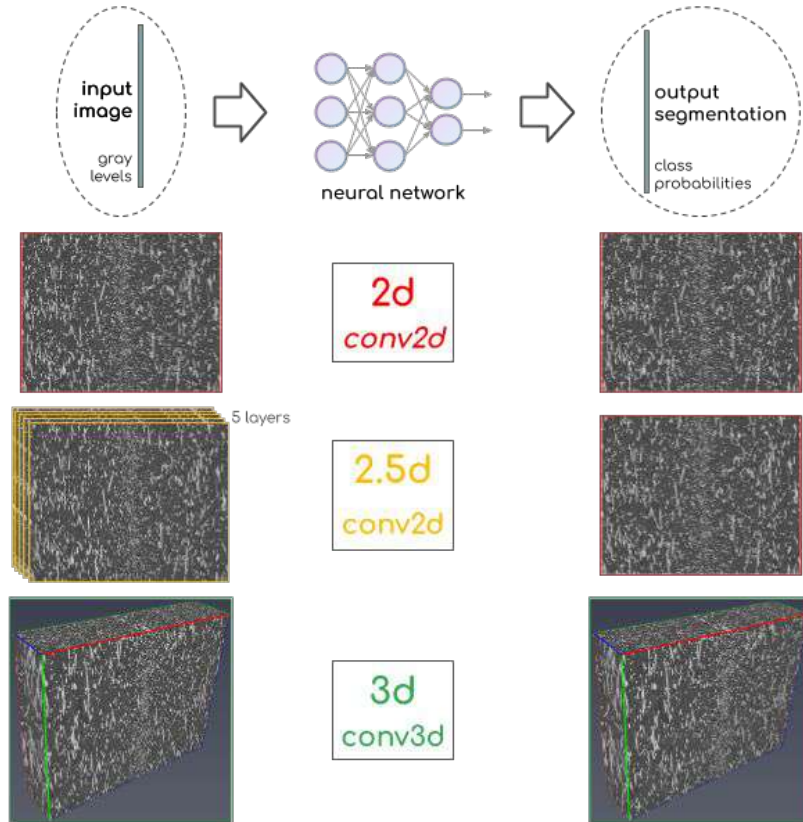 input
image
gray
levels
neural network
output
segmentation
class
probabilities
2d
conv2d
5 layers
2.5d
conv2d
3d
conv3d